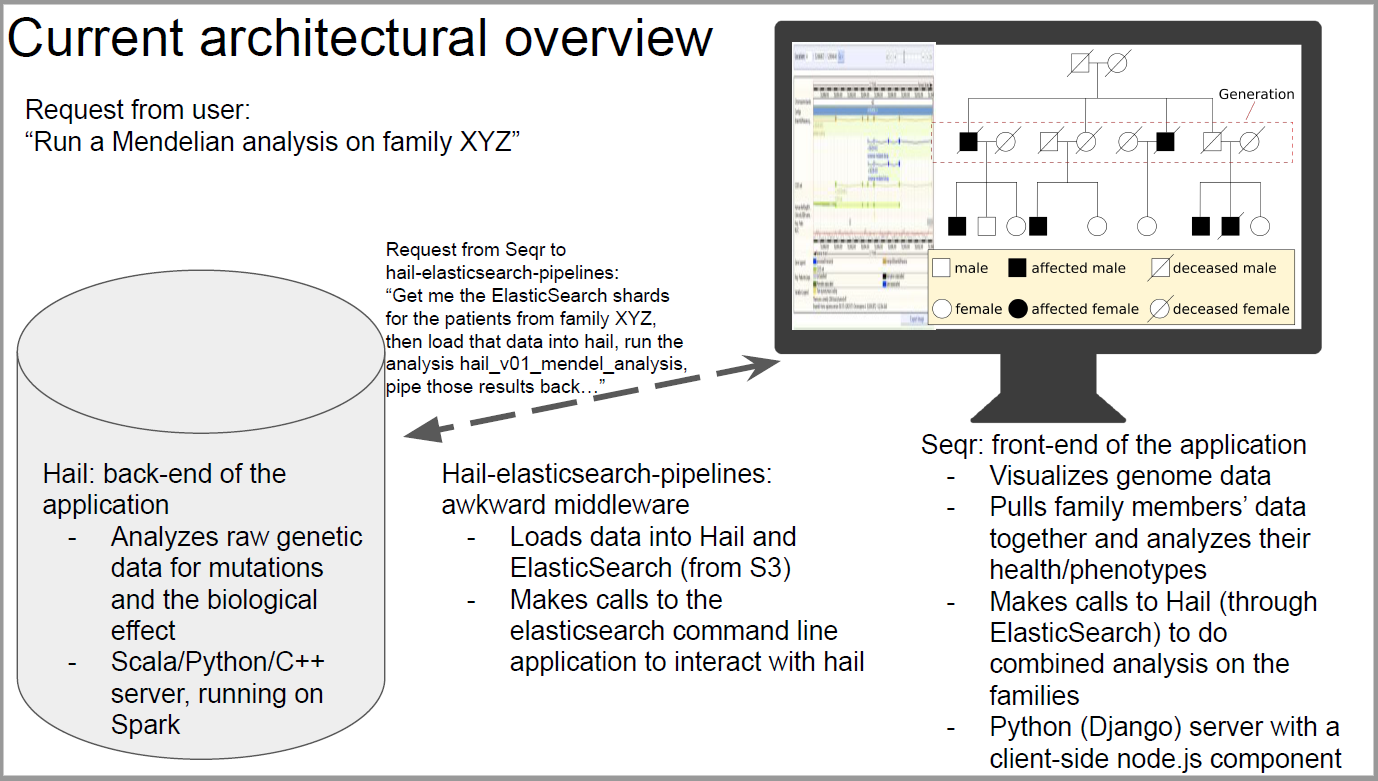 Current architectural overview
Request from user:
“Run a Mendelian analysis on family XYZ”
Generation
male
affected male
deceased male
female
affected female
deceased female
Request from Seqr to
hail-elasticsearch-pipelines:
“Get me the ElasticSearch shards
for the patients from family XYZ,
then load that data into hail, run the
analysis hail_v01_mendel_analysis,
pipe those results back…”
Hail: back-end of the
application
- Analyzes raw genetic
data for mutations
and the biological
effect
- Scala/Python/C++
server, running on
Spark
Hail-elasticsearch-pipelines:
awkward middleware
- Loads data into Hail and
ElasticSearch (from S3)
- Makes calls to the
elasticsearch command line
application to interact with hail
Seqr: front-end of the application
- Visualizes genome data
- Pulls family members’ data
together and analyzes their
health/phenotypes
- Makes calls to Hail (through
ElasticSearch) to do
combined analysis on the
families
- Python (Django) server with a
client-side node.js component